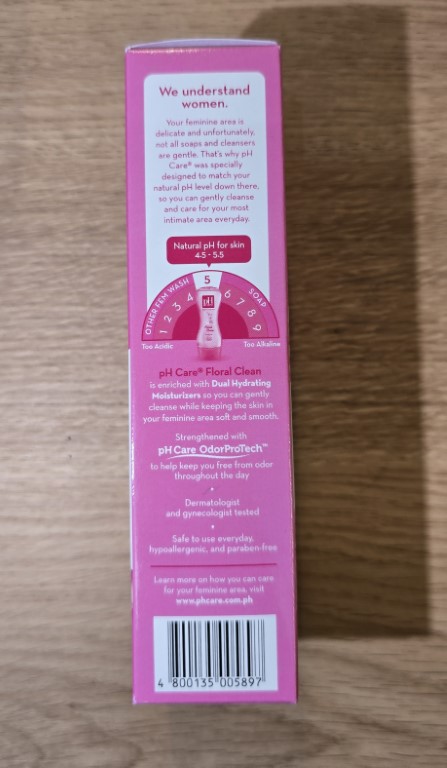 We understand
women.
Your feminine area is
delicate and unfortunately,
not all soaps and cleansers
are gentle. That's why pH
Care® was specially
designed to match your
natural pH level down there,
so you can gently cleanse
and care for your most
intimate area everyday.
Natural pH for skin
4.5 - 5.5
OTHER FEM WASH
SOAP
1 2 3 4 5 6 7 8 9
pH
Too Acidic
Too Alkaline
pH Care® Floral Clean
is enriched with Dual Hydrating
Moisturizers so you can gently
cleanse while keeping the skin in
your feminine area soft and smooth.
Strengthened with
pH Care OdorProTech™
to help keep you free from odor
throughout the day
•
Dermatologist
and gynecologist tested
•
Safe to use everyday,
hypoallergenic, and paraben-free
Learn more on how you can care
for your feminine area, visit
www.phcare.com.ph
4 800135 005897